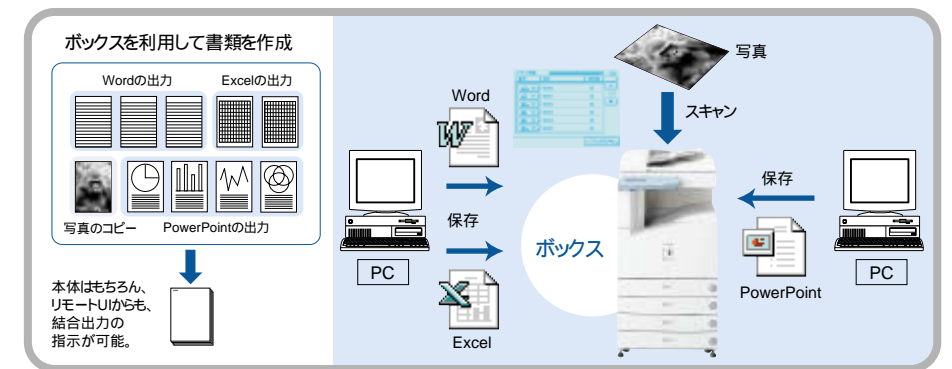 ボックスを利用して書類を作成
Wordの出力
Excelの出力
写真のコピー
PowerPointの出力
本体はもちろん、
リモートUIからも、
結合出力の
指示が可能。
Word
写真
スキャン
保存
保存
ボックス
PC
PC
PowerPoint
Excel